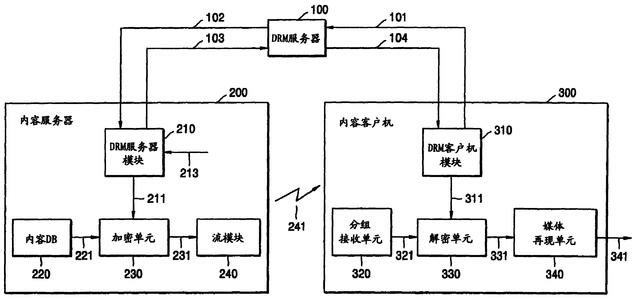 100
102
101
DRM服务器
103
104
200
300
内容服务器
内容客户机
210
310
DRM服务器
模块
DRM客户机
模块
213
211
311
241
内容DB
加密单元
流模块
分组
接收单元
解密单元
媒体
再现单元
221
231
321
331
341
220
230
240
320
330
340